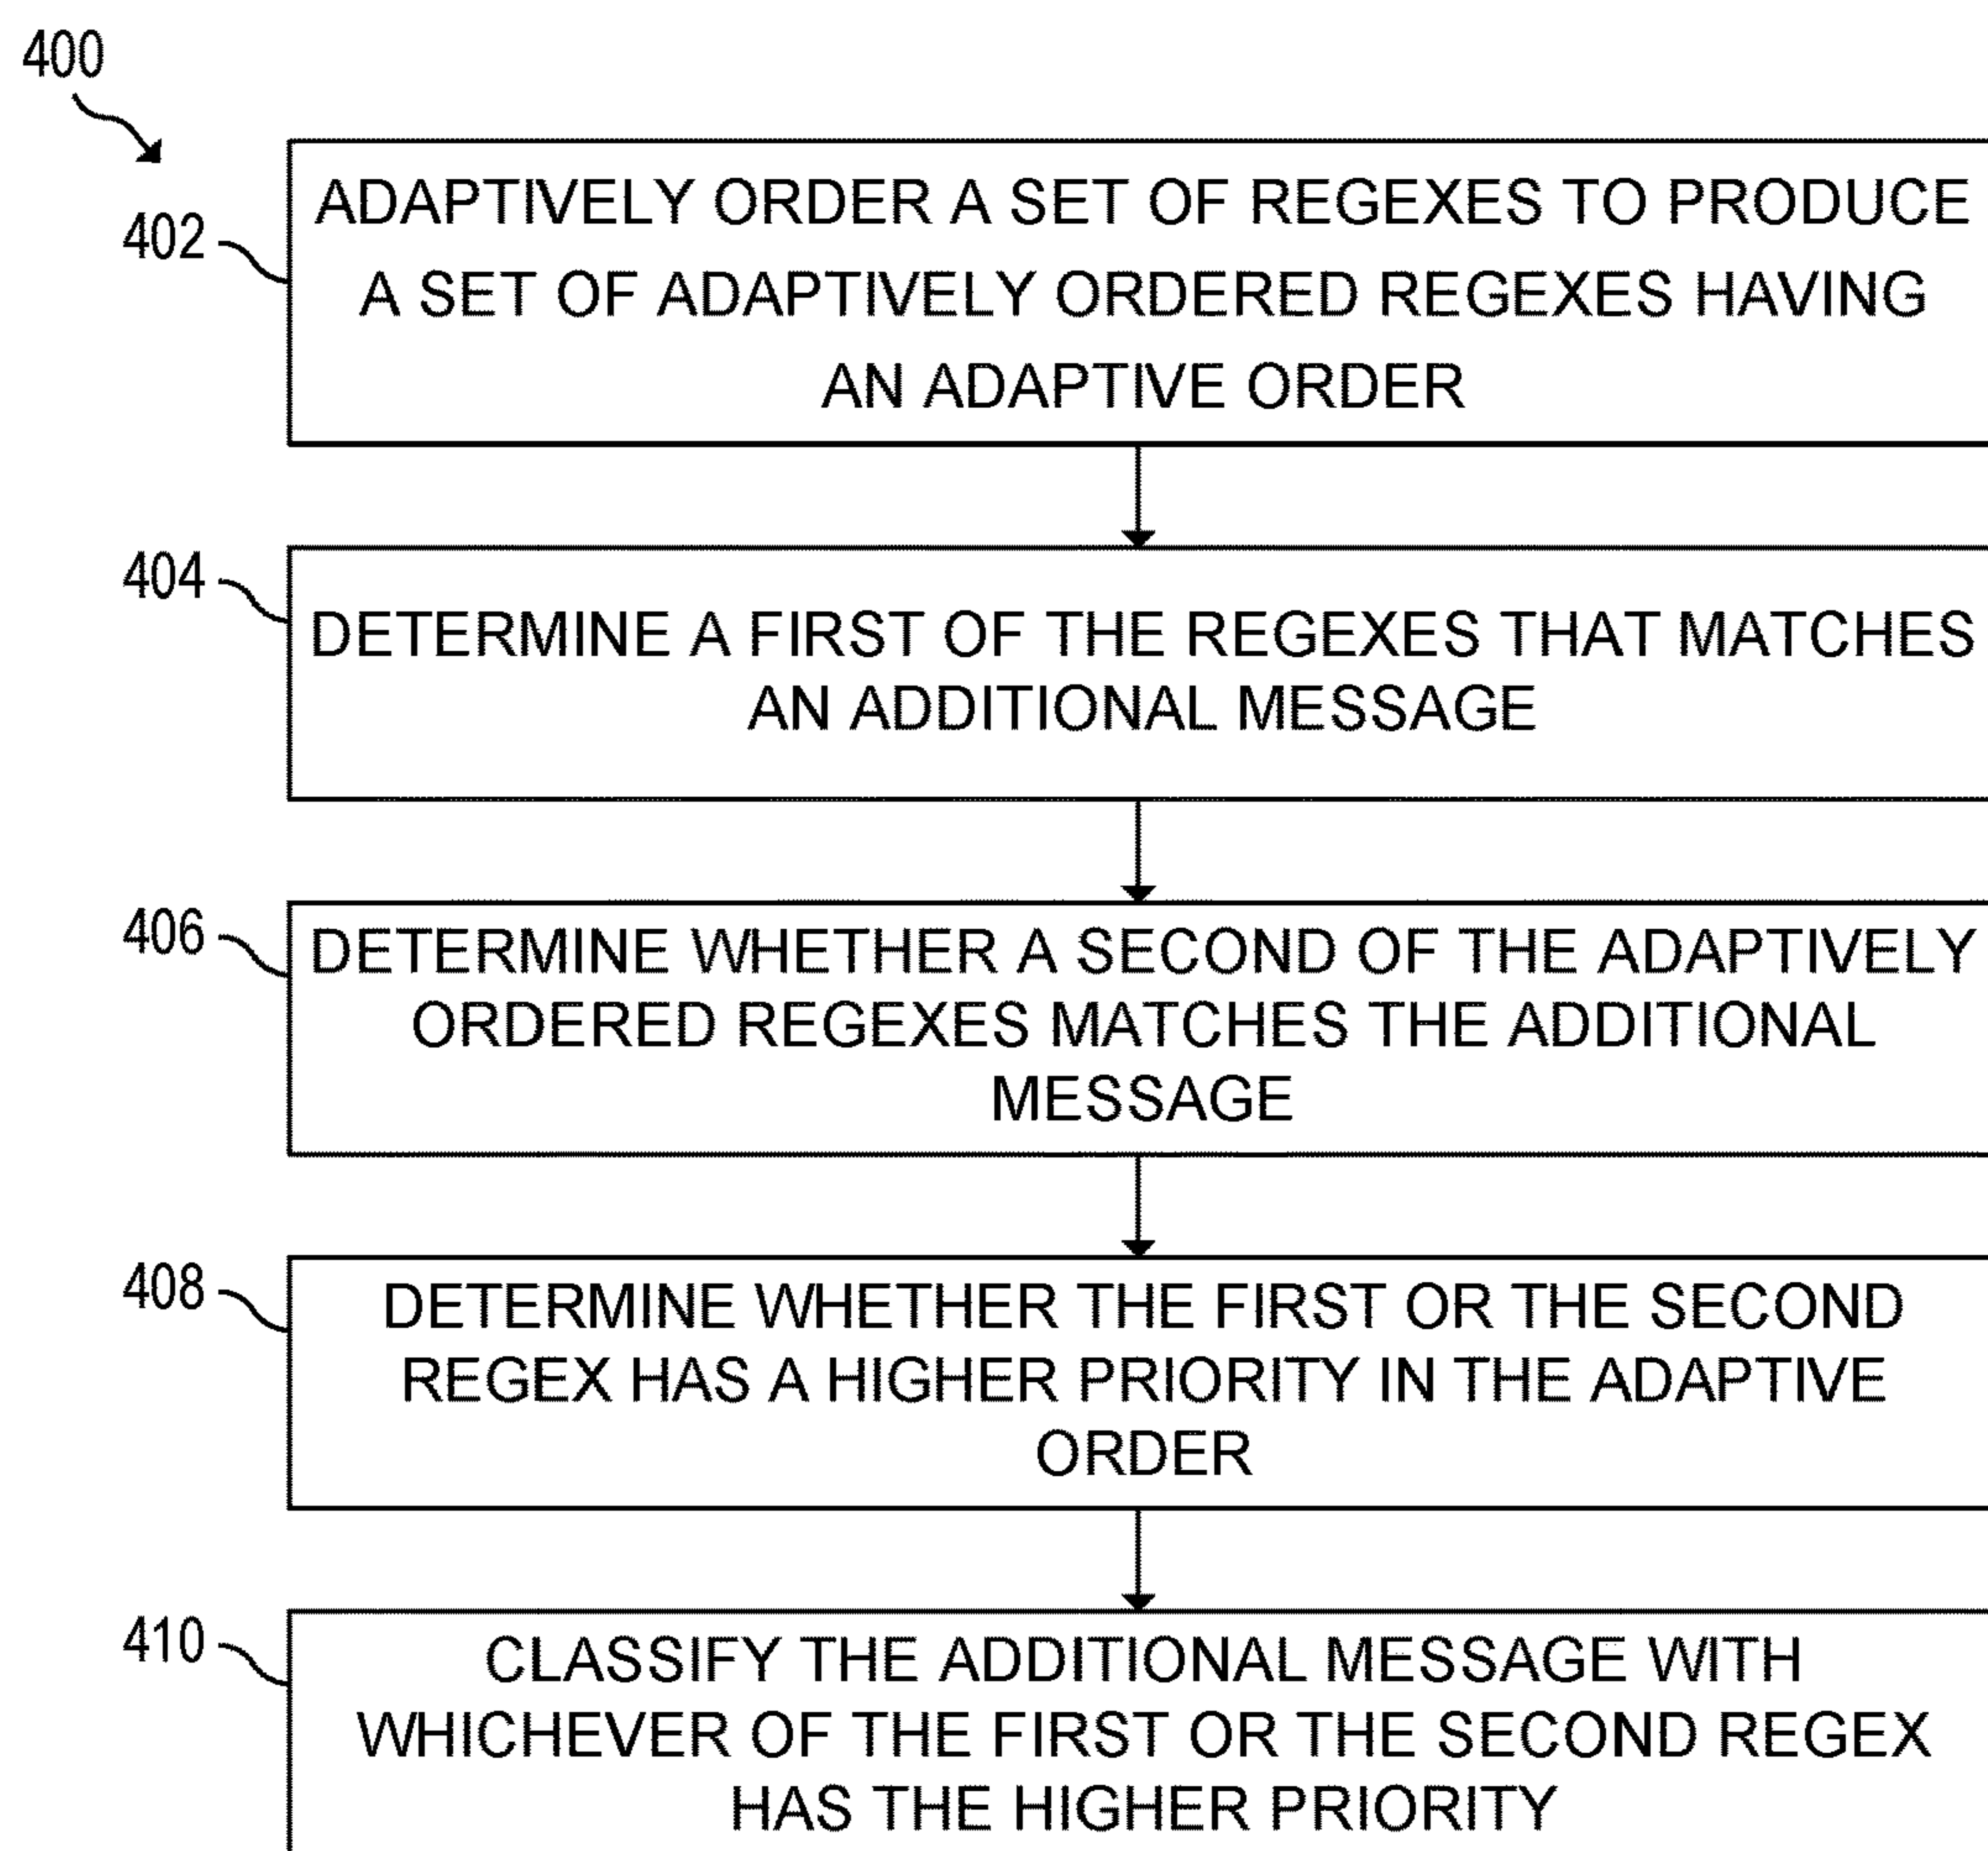 400
402
ADAPTIVELY ORDER A SET OF REGEXES TO PRODUCE
A SET OF ADAPTIVELY ORDERED REGEXES HAVING
AN ADAPTIVE ORDER
404
DETERMINE A FIRST OF THE REGEXES THAT MATCHES
AN ADDITIONAL MESSAGE
406
DETERMINE WHETHER A SECOND OF THE ADAPTIVELY
ORDERED REGEXES MATCHES THE ADDITIONAL
MESSAGE
408
DETERMINE WHETHER THE FIRST OR THE SECOND
REGEX HAS A HIGHER PRIORITY IN THE ADAPTIVE
ORDER
410
CLASSIFY THE ADDITIONAL MESSAGE WITH
WHICHEVER OF THE FIRST OR THE SECOND REGEX
HAS THE HIGHER PRIORITY